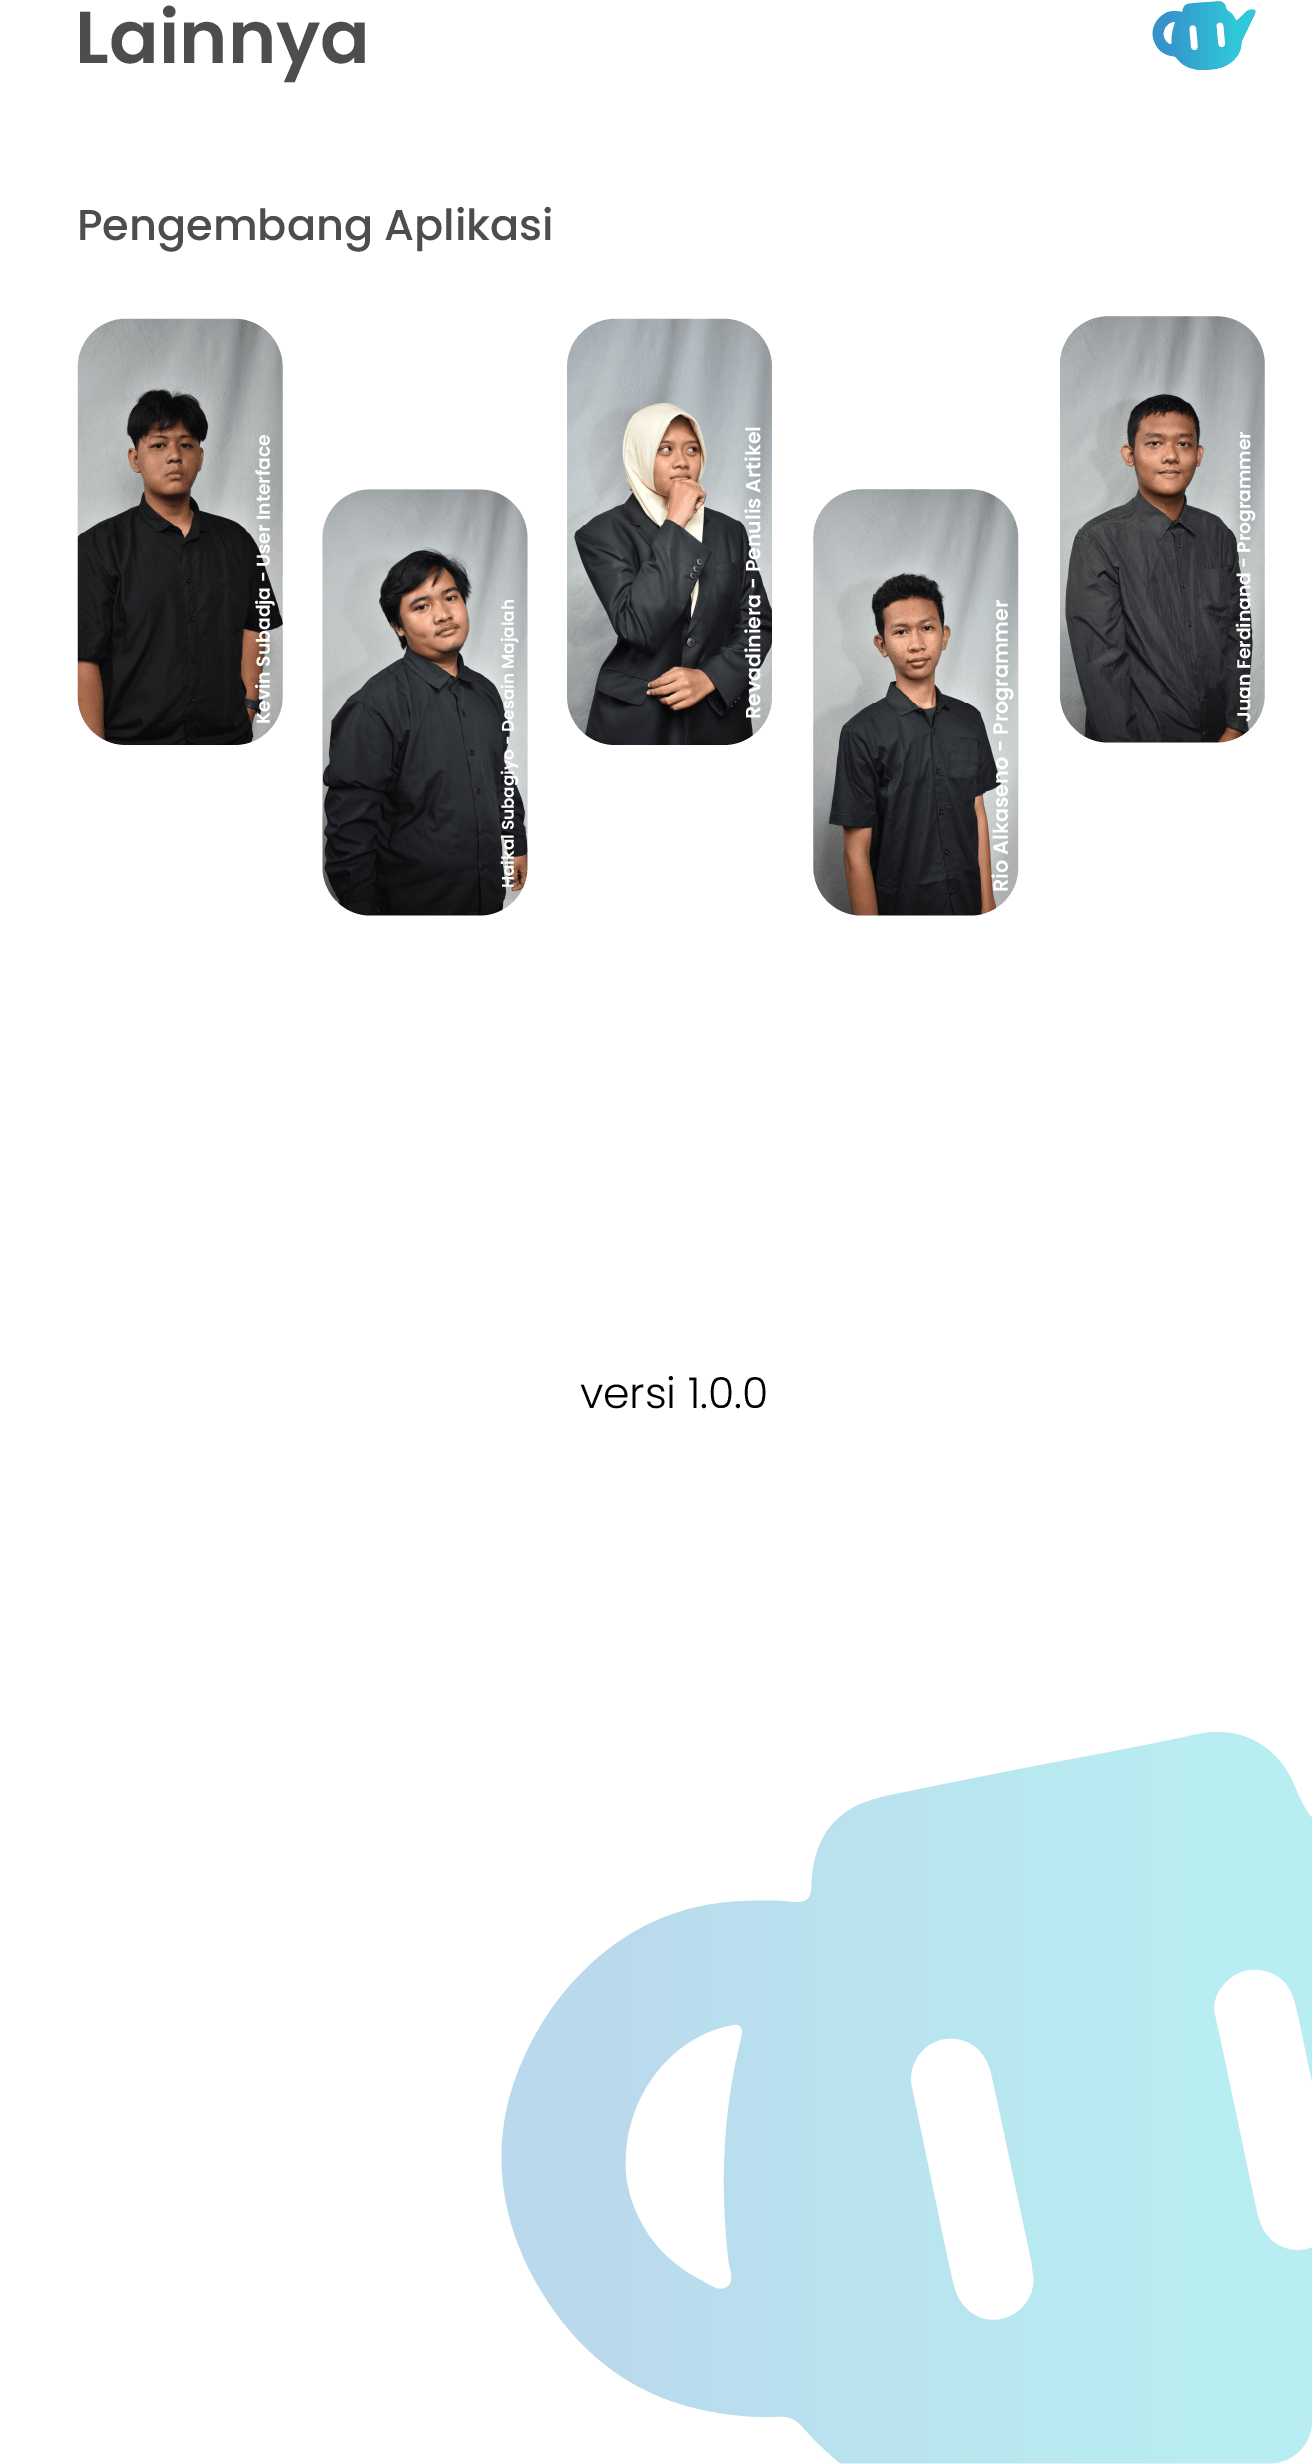 Lainnya
Pengembang Aplikasi
Kevin Subadja - User Interface
Haikal Subagiyo - Desain Majalah
Revadiniera - Penulis Artikel
Rio Alkaseno - Programmer
Juan Ferdinand - Programmer
versi 1.0.0